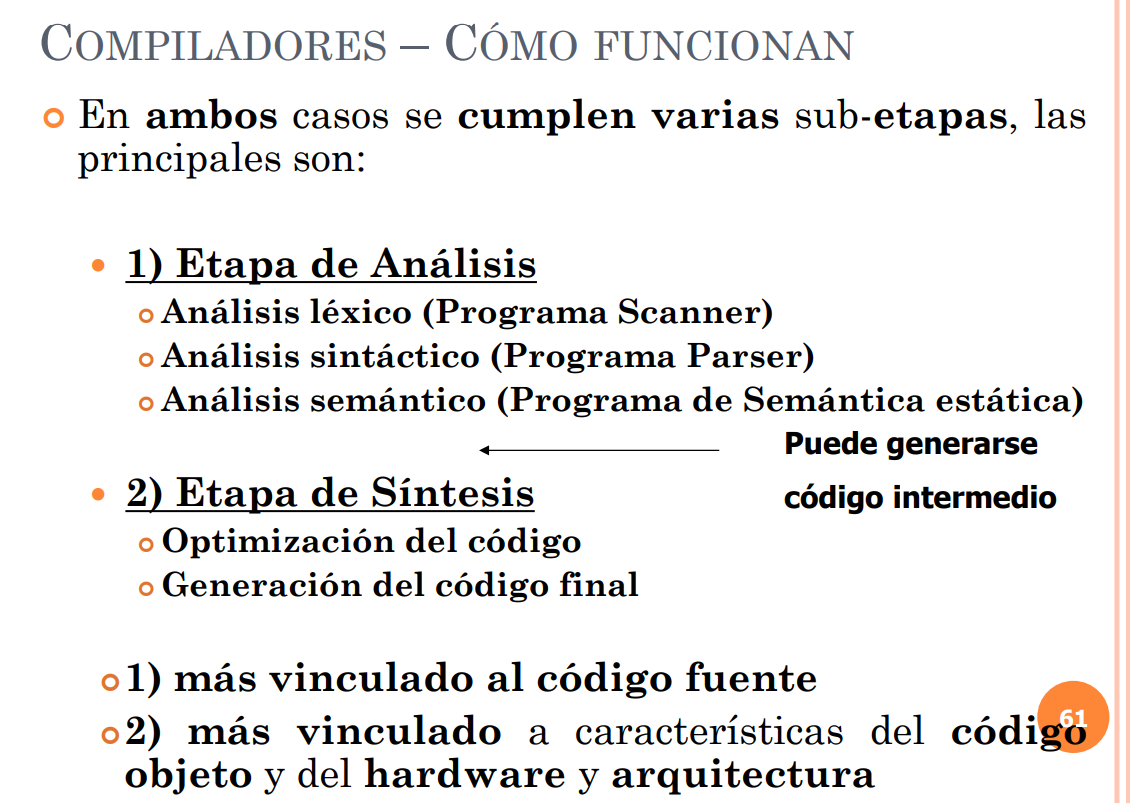 COMPILADORES – CÓMO FUNCIONAN
En ambos casos se cumplen varias sub-etapas, las
principales son:
1) Etapa de Análisis
Análisis léxico (Programa Scanner)
Análisis sintáctico (Programa Parser)
Análisis semántico (Programa de Semántica estática)
Puede generarse
código intermedio
2) Etapa de Síntesis
Optimización del código
Generación del código final
1) más vinculado al código fuente
2) más vinculado a características del código
objeto y del hardware y arquitectura
61